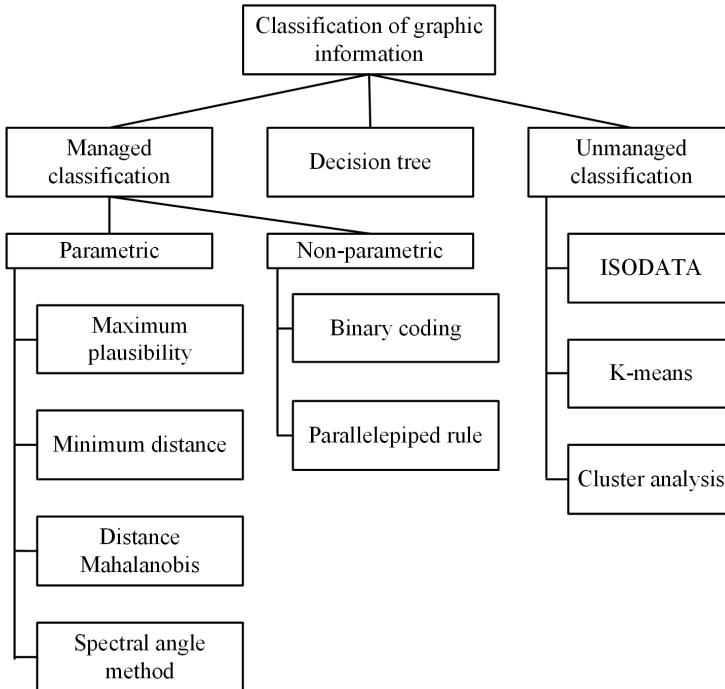 Classification of graphic
information
Managed
classification
Decision tree
Unmanaged
classification
Parametric
Non-parametric
Maximum
plausibility
Minimum distance
Distance
Mahalanobis
Spectral angle
method
Binary coding
Parallelepiped rule
ISODATA
K-means
Cluster analysis